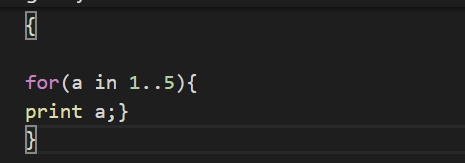 {
for(a in 1..5){
print a;}
}